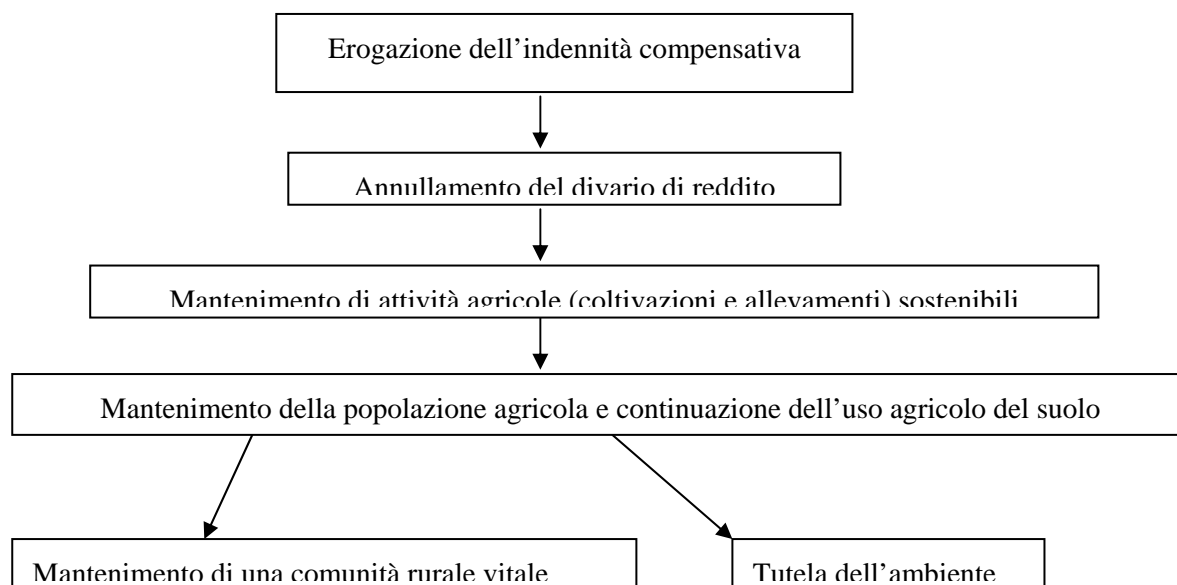 Erogazione dell’indennità compensativa
Annullamento del divario di reddito
Mantenimento di attività agricole (coltivazioni e allevamenti) sostenibili
Mantenimento della popolazione agricola e continuazione dell’uso agricolo del suolo
Mantenimento di una comunità rurale vitale
Tutela dell’ambiente